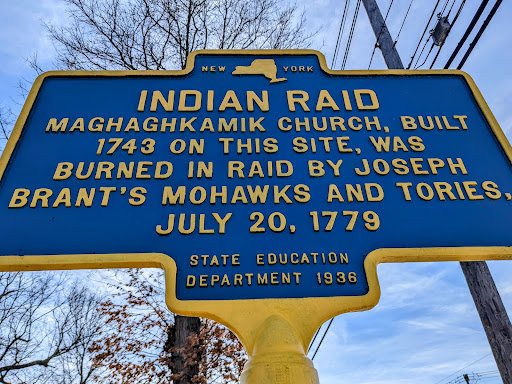 NEW YORK
INDIAN RAID
MAGHAGHKAMIK CHURCH, BUILT
1743 ON THIS SITE, WAS
BURNED IN RAID BY JOSEPH
BRANT'S MOHAWKS AND TORIES,
JULY 20, 1779
STATE EDUCATION
DEPARTMENT 1936